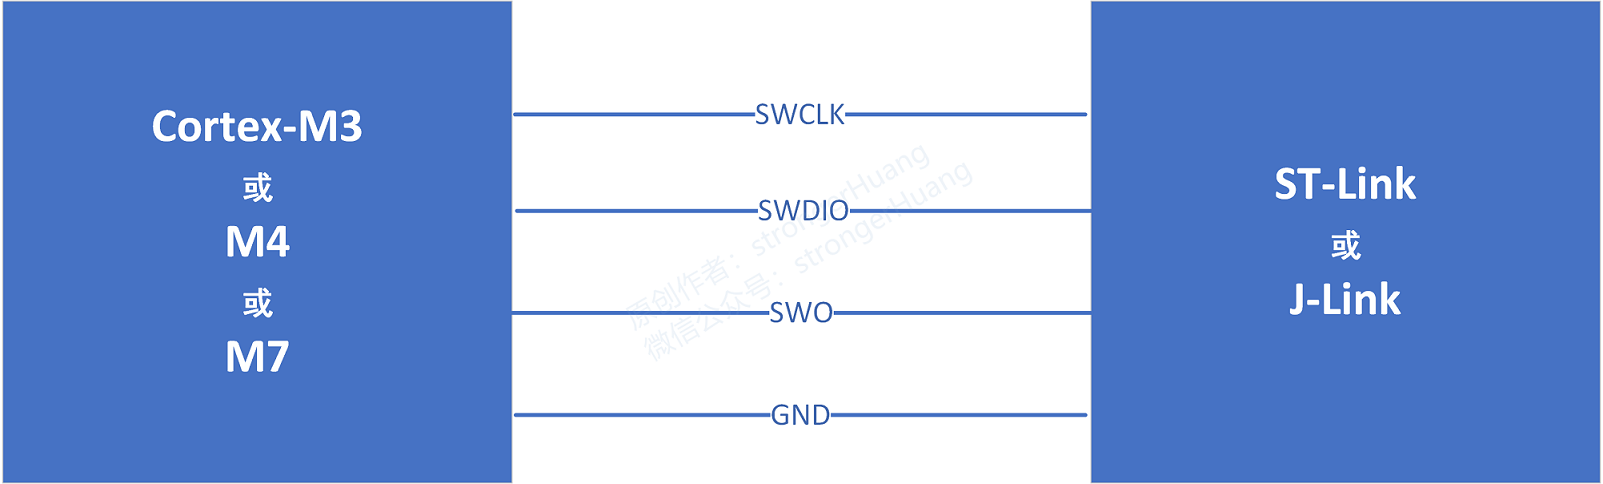 Cortex-M3
或
M4
或
M7
SWCLK
SWDIO
SWO
GND
ST-Link
或
J-Link
原创作者：strongerHuang
微信公众号：strongerHuang